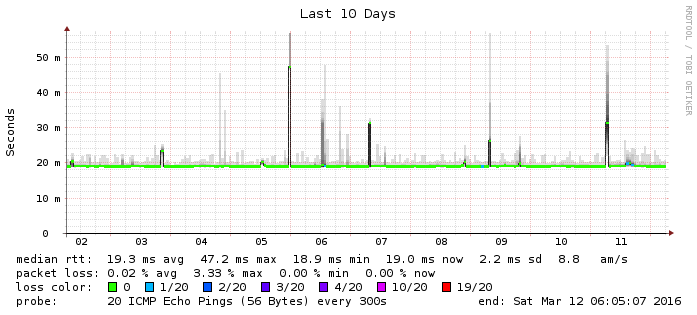 Last 10 Days
RRDTOOL / TOBI OETIKER
Seconds
50 m
40 m
30 m
20 m
10 m
0
02 03 04 05 06 07 08 09 10 11
median rtt: 19.3 ms avg 47.2 ms max 18.9 ms min 19.0 ms now 2.2 ms sd 8.8 am/s
packet loss: 0.02 % avg 3.33 % max 0.00 % min 0.00 % now
loss color: 0 1/20 2/20 3/20 4/20 10/20 19/20
probe: 20 ICMP Echo Pings (56 Bytes) every 300s end: Sat Mar 12 06:05:07 2016